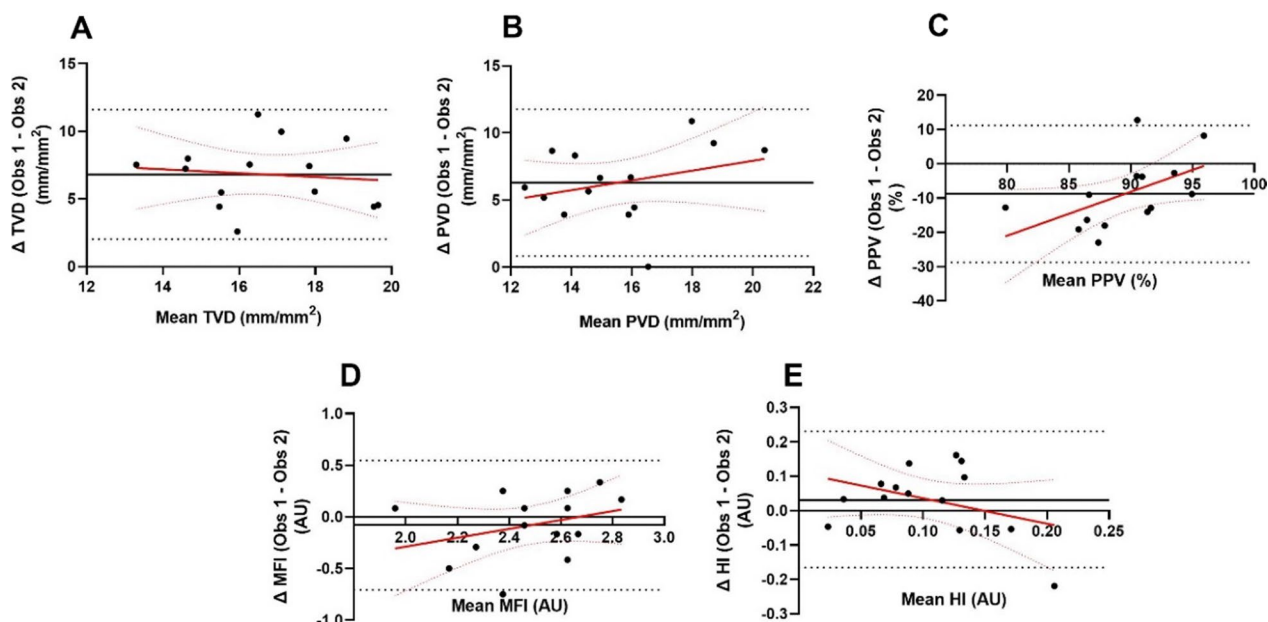 A
Δ TVD (Obs 1 - Obs 2)
(mm/mm²)
15
10
5
0
12 14 16 18 20
Mean TVD (mm/mm²)
B
Δ PVD (Obs 1 - Obs 2)
(mm/mm²)
15
10
5
0
12 14 16 18 20 22
Mean PVD (mm/mm²)
C
Δ PPV (Obs 1 - Obs 2)
(%)
20
10
0
-10
-20
-30
-40
80 85 90 95 100
Mean PPV (%)
D
Δ MFI (Obs 1 - Obs 2)
(AU)
1.0
0.5
0.0
-0.5
-1.0
2.0 2.2 2.4 2.6 2.8 3.0
Mean MFI (AU)
E
Δ HI (Obs 1 - Obs 2)
(AU)
0.3
0.2
0.1
0.0
-0.1
-0.2
-0.3
0.05 0.10 0.15 0.20 0.25
Mean HI (AU)